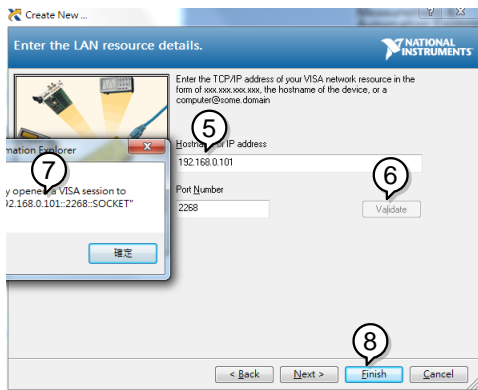 Create New ...
Enter the LAN resource details.
NATIONAL
INSTRUMENTS
Enter the TCP/IP address of your VISA network resource in the
form of xxx.xxx.xxx.xxx, the hostname of the device, or a
computer@some.domain
5
Hostname or IP address
mation Explorer
192.168.0.101
7
6
y opened a VISA session to
92.168.0.101::2268::SOCKET"
Port Number
2268
Validate
確定
8
< Back
Next >
Finish
Cancel